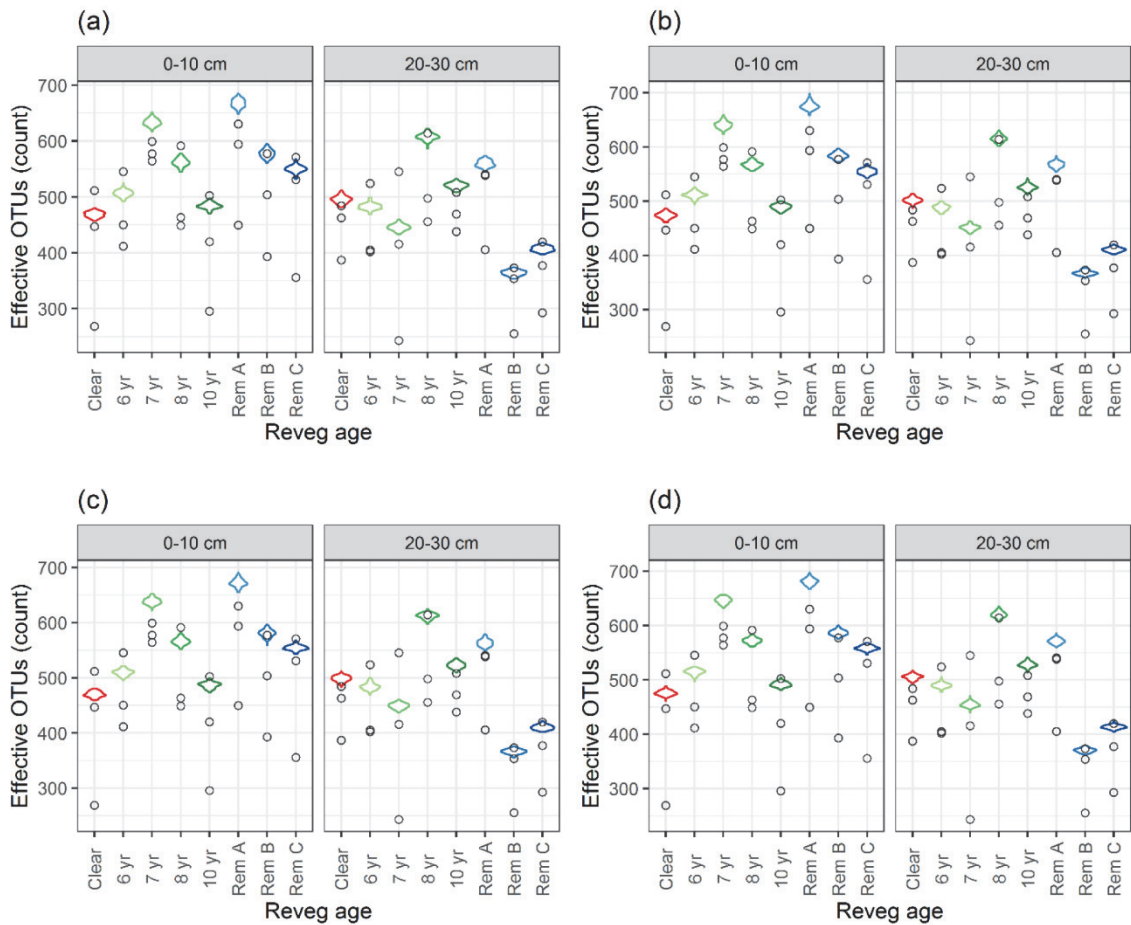 (a)
0-10 cm
20-30 cm
Effective OTUs (count)
700
600
500
400
300
Clear
6 yr
7 yr
8 yr
10 yr
Rem A
Rem B
Rem C
Clear
6 yr
7 yr
8 yr
10 yr
Rem A
Rem B
Rem C
Reveg age
(b)
0-10 cm
20-30 cm
Effective OTUs (count)
700
600
500
400
300
Clear
6 yr
7 yr
8 yr
10 yr
Rem A
Rem B
Rem C
Clear
6 yr
7 yr
8 yr
10 yr
Rem A
Rem B
Rem C
Reveg age
(c)
0-10 cm
20-30 cm
Effective OTUs (count)
700
600
500
400
300
Clear
6 yr
7 yr
8 yr
10 yr
Rem A
Rem B
Rem C
Clear
6 yr
7 yr
8 yr
10 yr
Rem A
Rem B
Rem C
Reveg age
(d)
0-10 cm
20-30 cm
Effective OTUs (count)
700
600
500
400
300
Clear
6 yr
7 yr
8 yr
10 yr
Rem A
Rem B
Rem C
Clear
6 yr
7 yr
8 yr
10 yr
Rem A
Rem B
Rem C
Reveg age